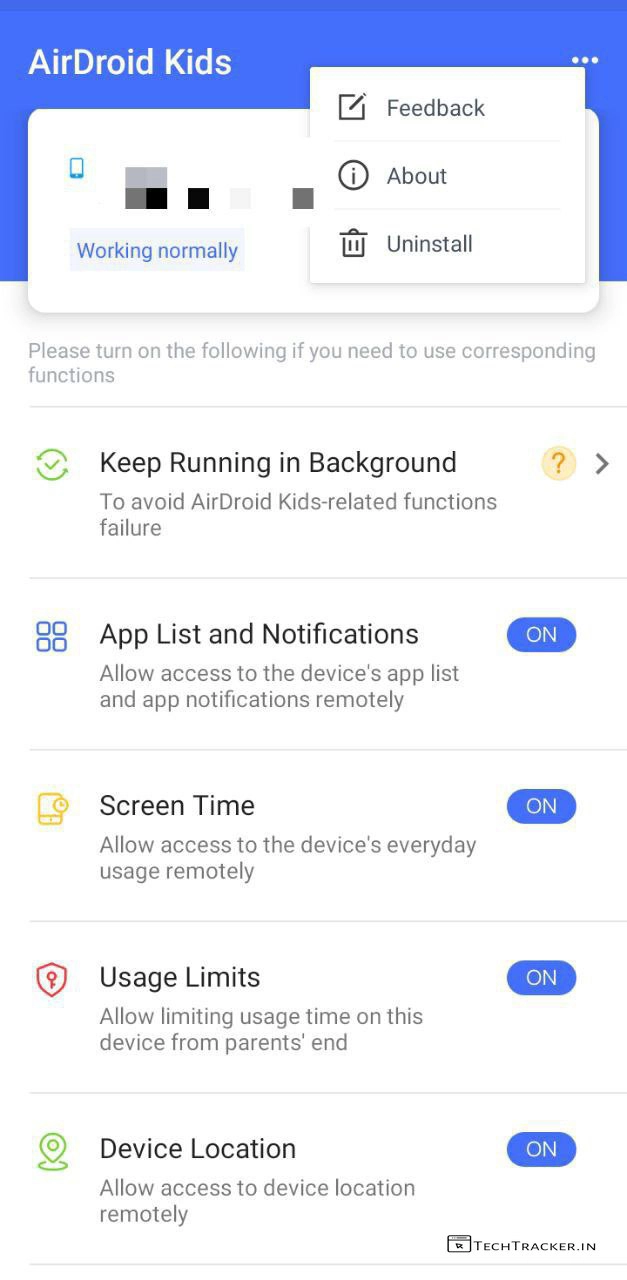 AirDroid Kids
Feedback
About
Uninstall
Working normally
Please turn on the following if you need to use corresponding
functions
Keep Running in Background
?
To avoid AirDroid Kids-related functions
failure
App List and Notifications
ON
Allow access to the device's app list
and app notifications remotely
Screen Time
ON
Allow access to the device's everyday
usage remotely
Usage Limits
ON
Allow limiting usage time on this
device from parents' end
Device Location
ON
Allow access to device location
remotely
TECHTRACKER.IN